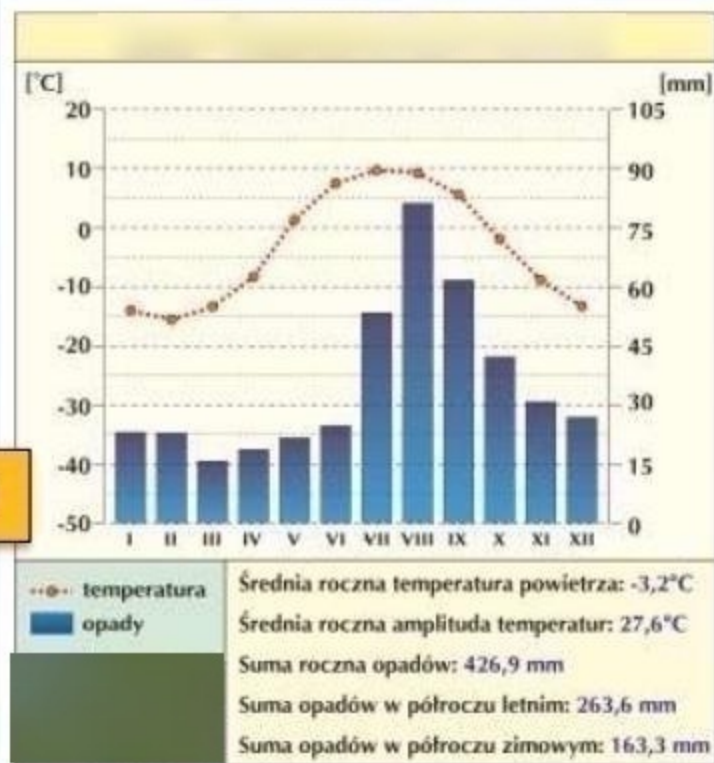 [°C] [mm]
20 105
10 90
0 75
-10 60
-20 45
-30 30
-40 15
-50 0
I II III IV V VI VII VIII IX X XI XII
temperatura
opady
Średnia roczna temperatura powietrza: -3,2°C
Średnia roczna amplituda temperatur: 27,6°C
Suma roczna opadów: 426,9 mm
Suma opadów w półroczu letnim: 263,6 mm
Suma opadów w półroczu zimowym: 163,3 mm